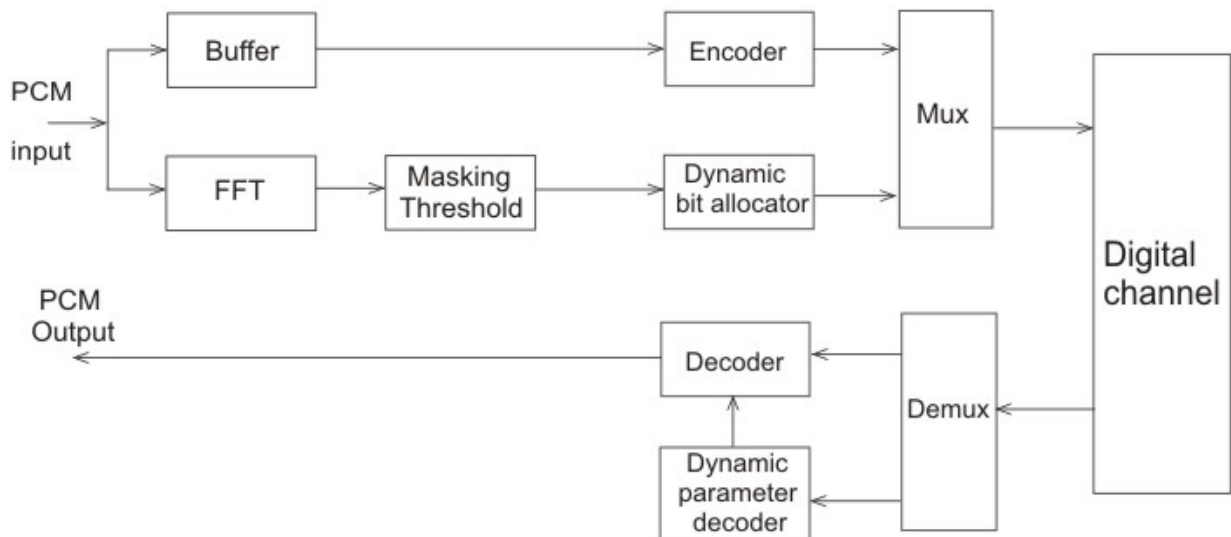 PCM
input
Buffer
Encoder
Mux
FFT
Masking
Threshold
Dynamic
bit allocator
Digital
channel
PCM
Output
Decoder
Demux
Dynamic
parameter
decoder